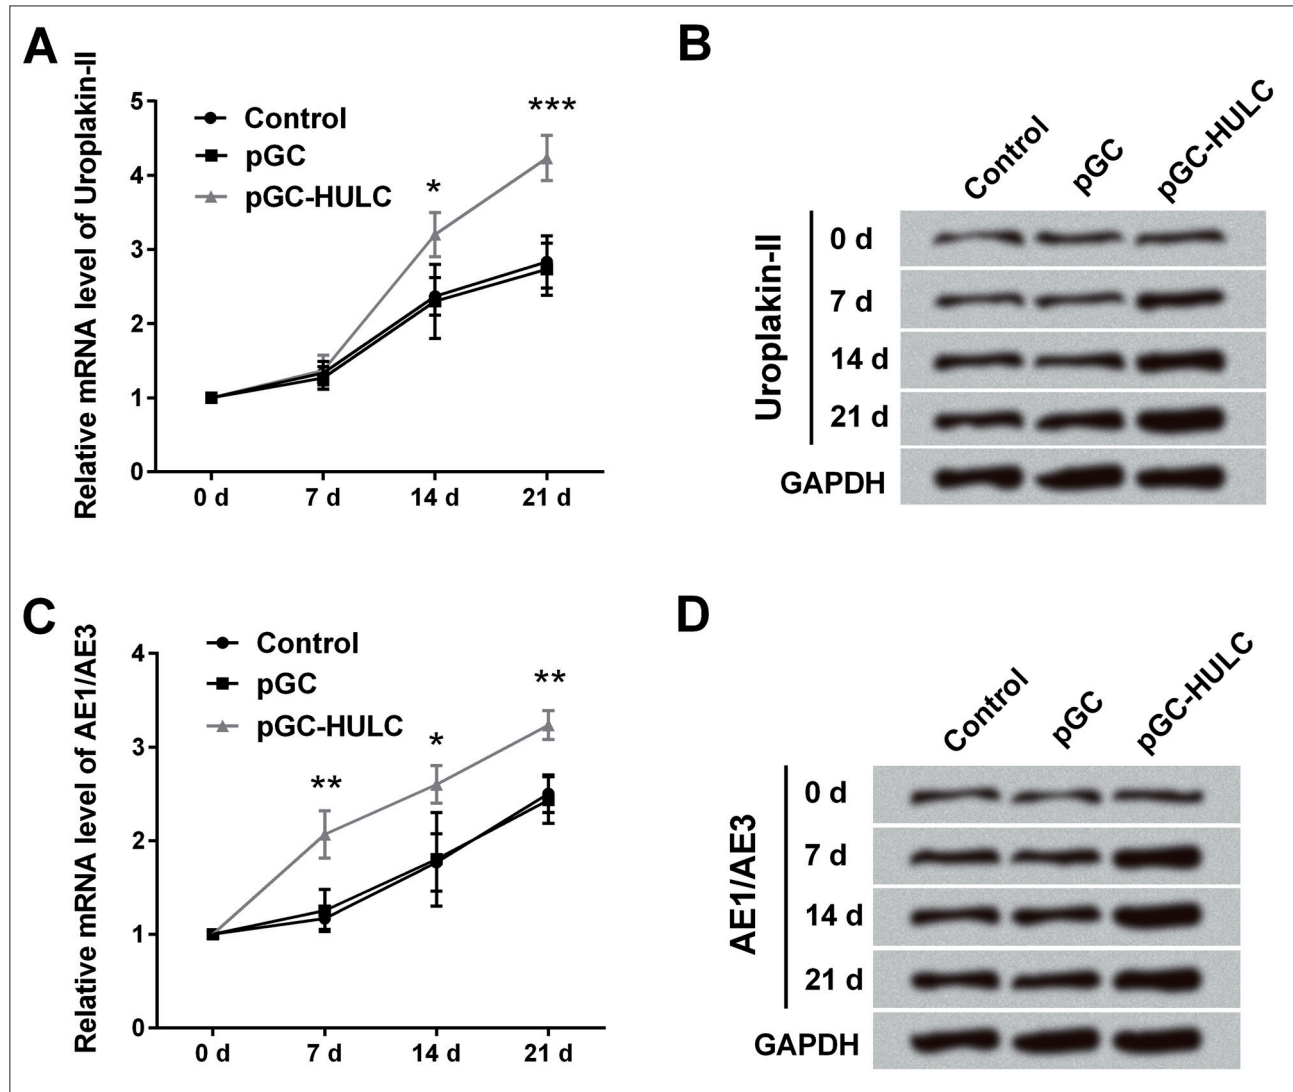 A
Relative mRNA level of Uroplakin-II
5
4
3
2
1
0
Control
pGC
pGC-HULC
*
***
0 d
7 d
14 d
21 d
B
Control
pGC
pGC-HULC
Uroplakin-II
0 d
7 d
14 d
21 d
GAPDH
C
Relative mRNA level of AE1/AE3
4
3
2
1
0
Control
pGC
pGC-HULC
**
*
**
0 d
7 d
14 d
21 d
D
Control
pGC
pGC-HULC
AE1/AE3
0 d
7 d
14 d
21 d
GAPDH